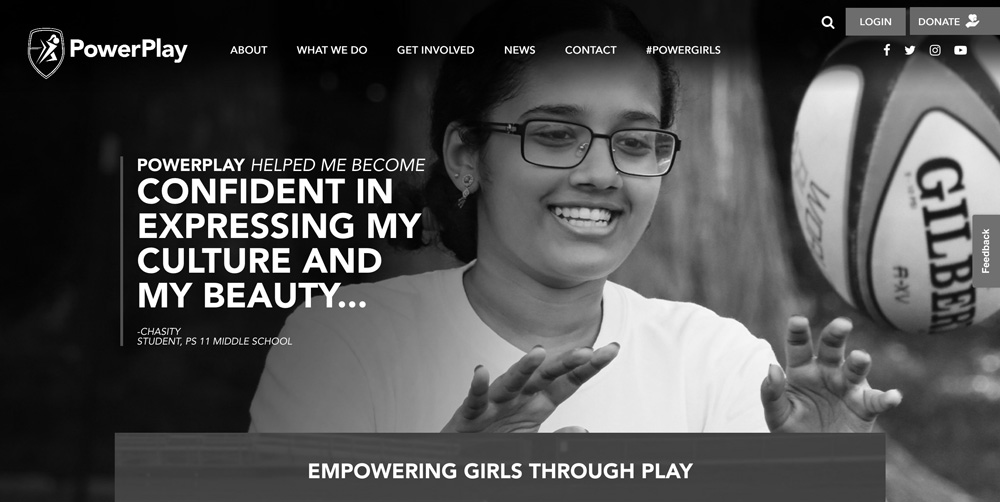 LOGIN
DONATE
PowerPlay
ABOUT
WHAT WE DO
GET INVOLVED
NEWS
CONTACT
#POWERGIRLS
POWERPLAY HELPED ME BECOME
CONFIDENT IN
EXPRESSING MY
CULTURE AND
MY BEAUTY...
-CHASITY
STUDENT, PS 11 MIDDLE SCHOOL
GILBER
A-XV
Feedback
EMPOWERING GIRLS THROUGH PLAY